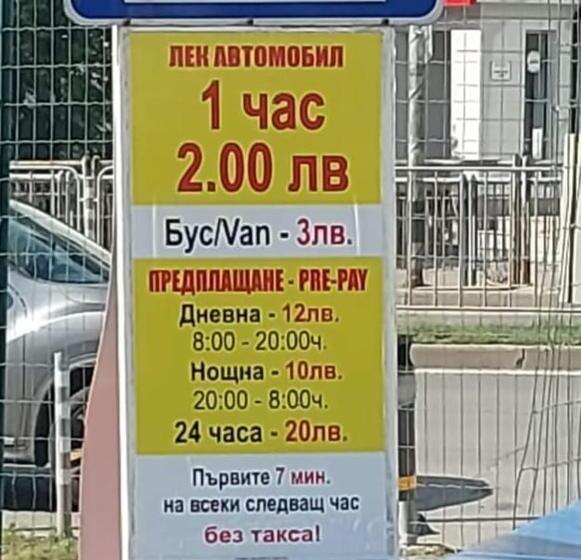 ЛЕК АВТОМОБИЛ
1 час
2.00 лв
Бус/Van - 3лв.
ПРЕДПЛАЩАНЕ - PRE-PAY
Дневна - 12лв.
8:00 - 20:00ч.
Нощна - 10лв.
20:00 - 8:00ч.
24 часа - 20лв.
Първите 7 мин.
на всеки следващ час
без такса!